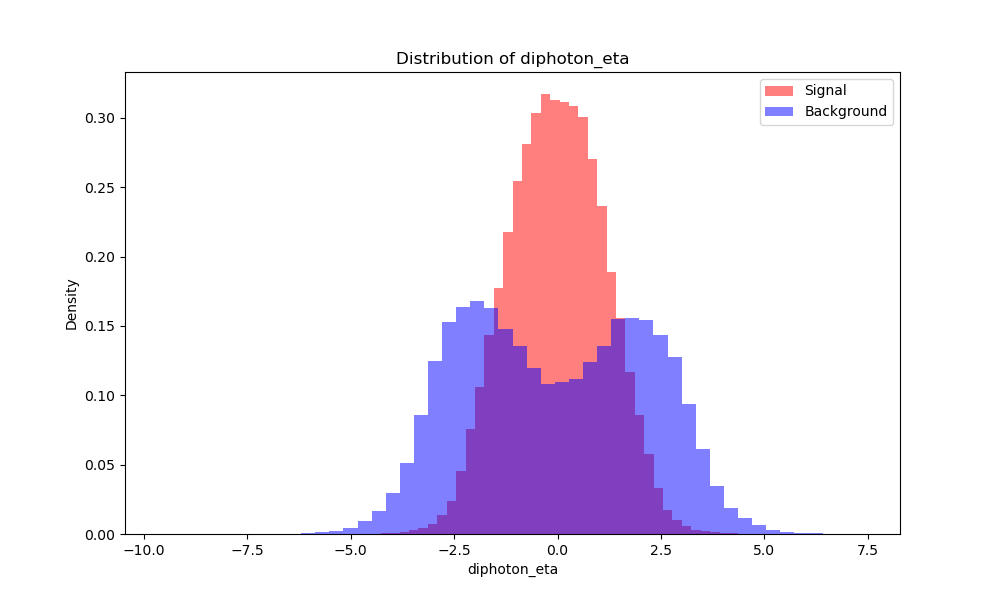 Distribution of diphoton_eta
Signal
Background
0.30
0.25
0.20
0.15
0.10
0.05
0.00
Density
−10.0 −7.5 −5.0 −2.5 0.0 2.5 5.0 7.5
diphoton_eta